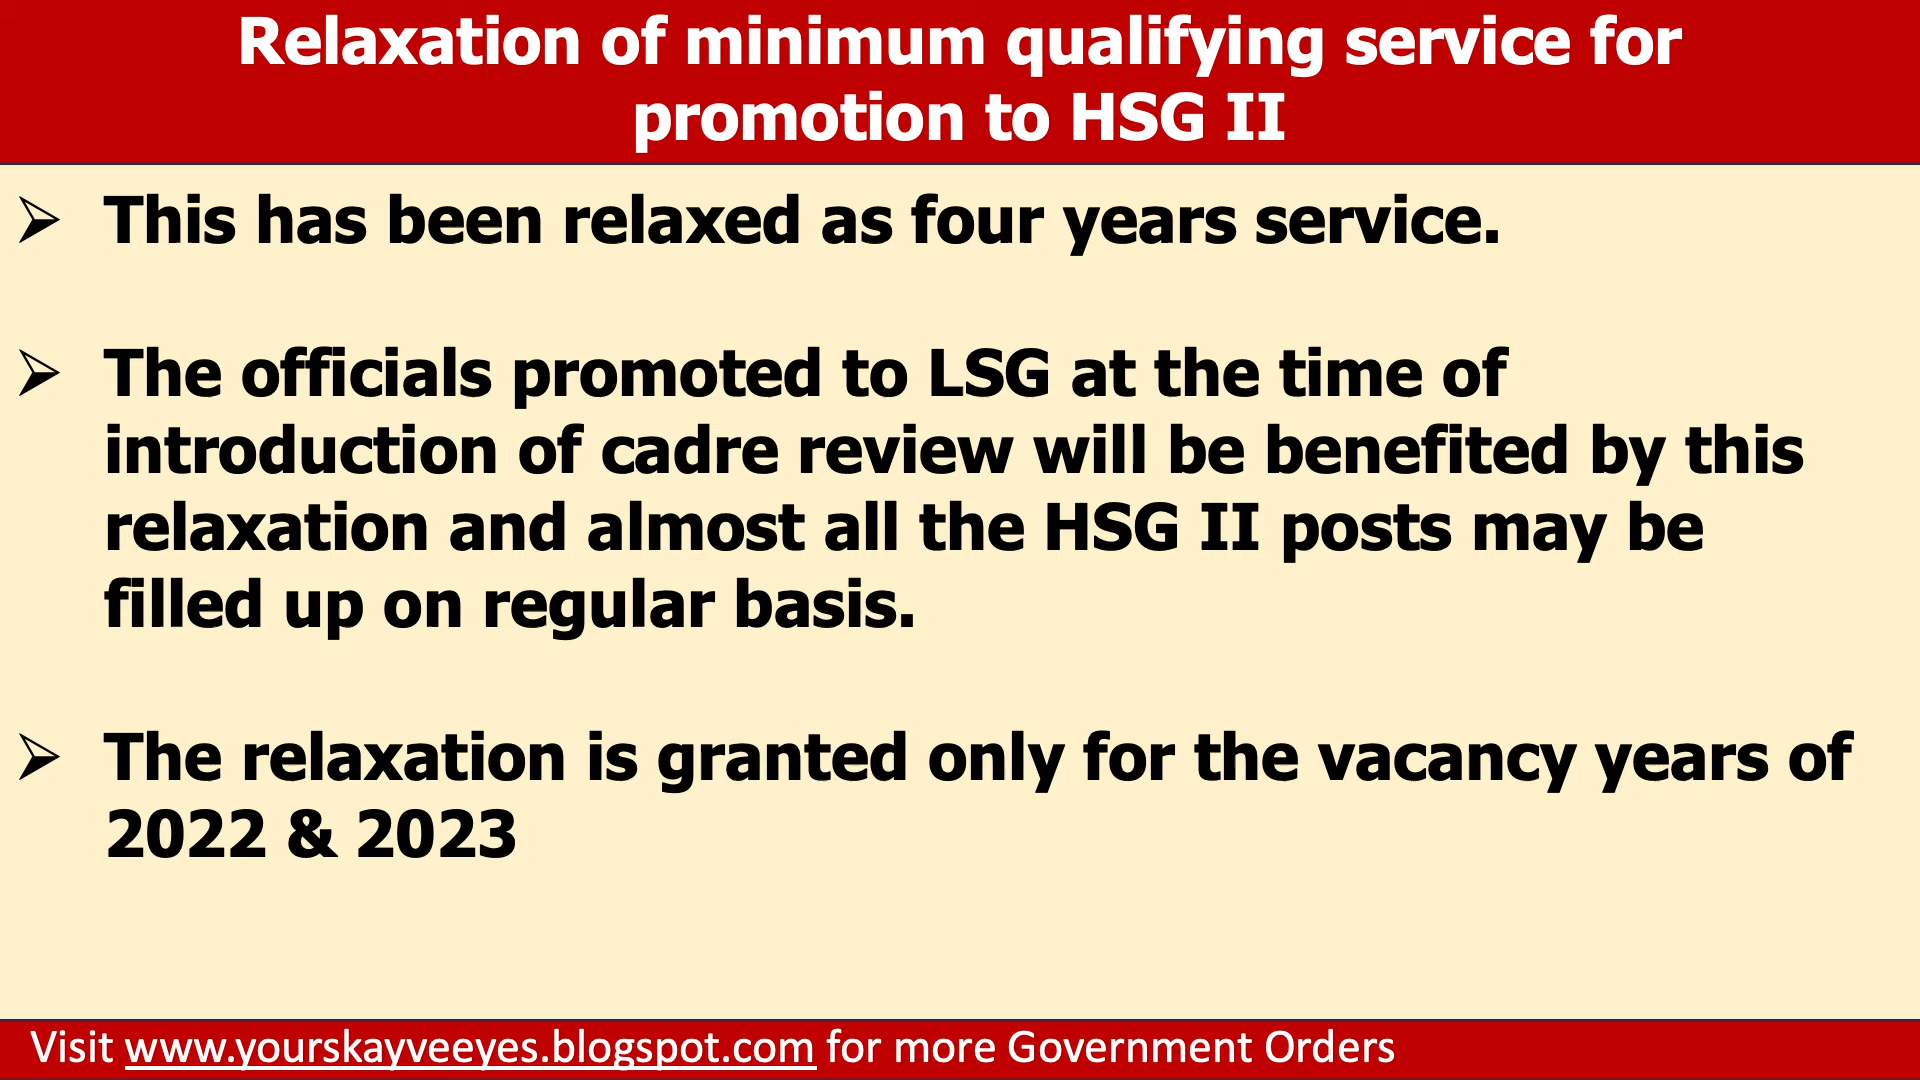 Relaxation of minimum qualifying service for
promotion to HSG II
➢ This has been relaxed as four years service.
➢ The officials promoted to LSG at the time of
introduction of cadre review will be benefited by this
relaxation and almost all the HSG II posts may be
filled up on regular basis.
➢ The relaxation is granted only for the vacancy years of
2022 & 2023
Visit www.yourskayveeyes.blogspot.com for more Government Orders